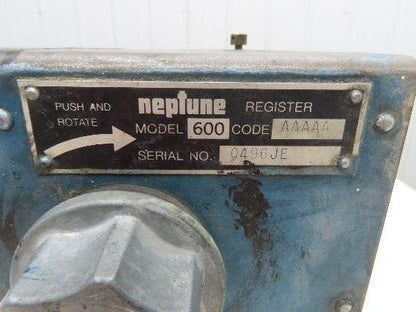 PUSH AND ROTATE
neptune REGISTER
MODEL 600 CODE AAAAA
SERIAL NO. 0496JE